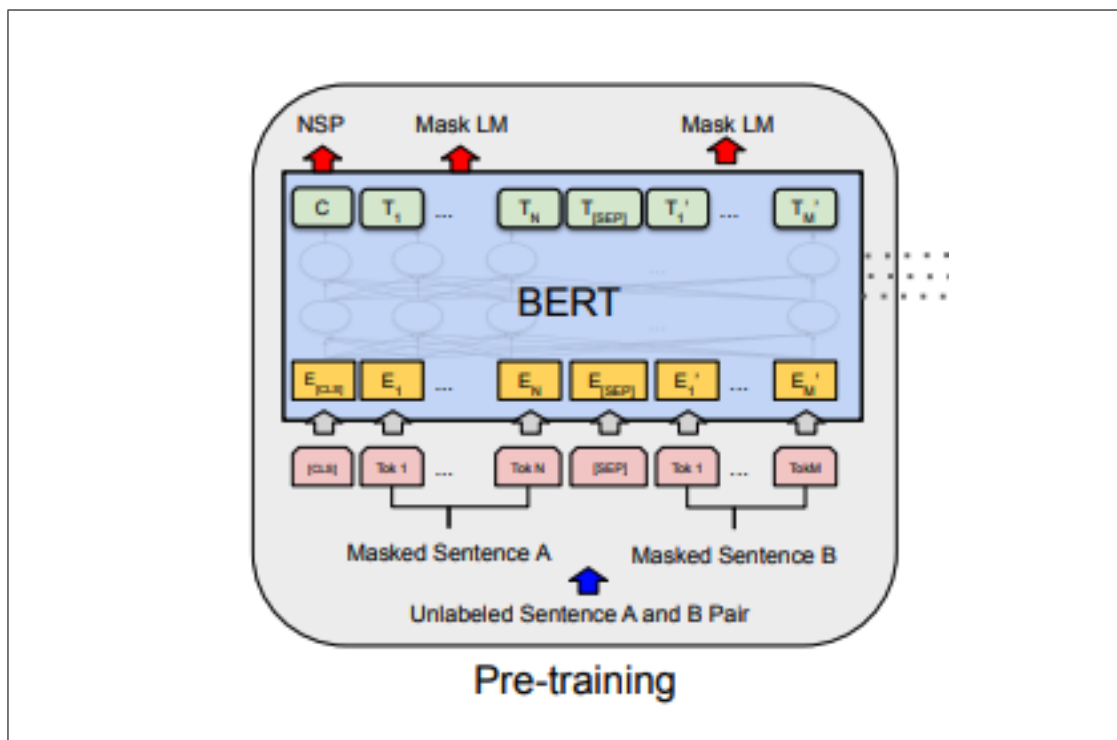 NSP Mask LM Mask LM
C T1 ... TN T[SEP] T1' ... TM'
...
BERT
...
E[CLS] E1 ... EN E[SEP] E1' ... EM'
[CLS] Tok 1 ... Tok N [SEP] Tok 1 ... TokM
Masked Sentence A Masked Sentence B
Unlabeled Sentence A and B Pair
Pre-training